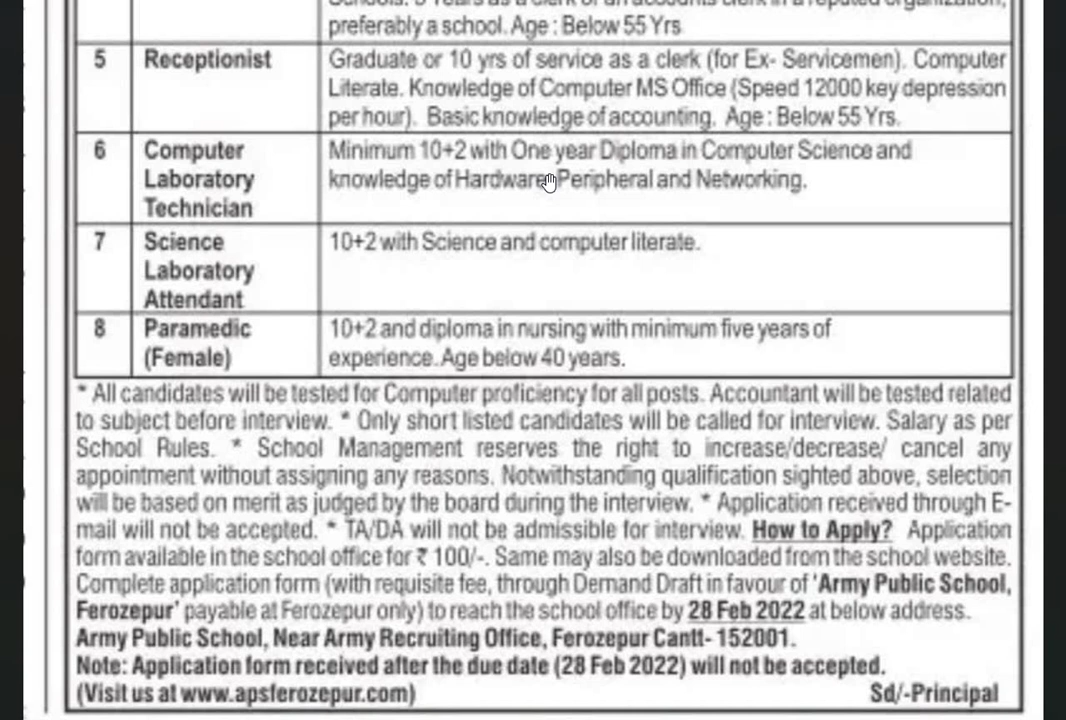 Schools. 5 Years as a clerk or an accounts clerk in a reputed organization,
preferably a school. Age : Below 55 Yrs
5 Receptionist Graduate or 10 yrs of service as a clerk (for Ex- Servicemen). Computer
Literate. Knowledge of Computer MS Office (Speed 12000 key depression
per hour). Basic knowledge of accounting. Age : Below 55 Yrs.
6 Computer Minimum 10+2 with One year Diploma in Computer Science and
Laboratory knowledge of Hardware Peripheral and Networking.
Technician
7 Science 10+2 with Science and computer literate.
Laboratory
Attendant
8 Paramedic 10+2 and diploma in nursing with minimum five years of
(Female) experience. Age below 40 years.
* All candidates will be tested for Computer proficiency for all posts. Accountant will be tested related
to subject before interview. * Only short listed candidates will be called for interview. Salary as per
School Rules. * School Management reserves the right to increase/decrease/ cancel any
appointment without assigning any reasons. Notwithstanding qualification sighted above, selection
will be based on merit as judged by the board during the interview. * Application received through E-
mail will not be accepted. * TA/DA will not be admissible for interview. How to Apply? Application
form available in the school office for ₹ 100/-. Same may also be downloaded from the school website.
Complete application form (with requisite fee, through Demand Draft in favour of 'Army Public School,
Ferozepur' payable at Ferozepur only) to reach the school office by 28 Feb 2022 at below address.
Army Public School, Near Army Recruiting Office, Ferozepur Cantt- 152001.
Note: Application form received after the due date (28 Feb 2022) will not be accepted.
(Visit us at www.apsferozepur.com) Sd/-Principal